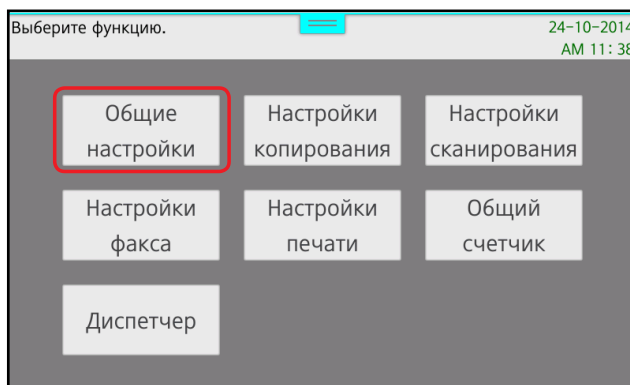 Выберите функцию.
24-10-2014
AM 11: 38
Общие
настройки
Настройки
копирования
Настройки
сканирования
Настройки
факса
Настройки
печати
Общий
счетчик
Диспетчер